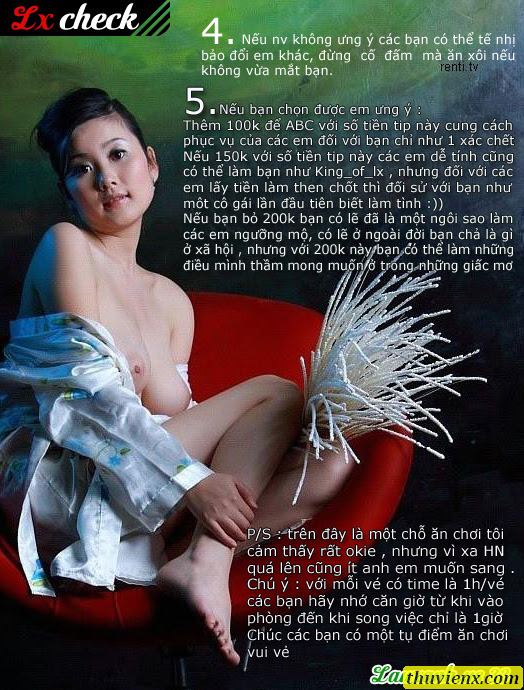 Lx check
4. Nếu nv không ưng ý các bạn có thể tế nhị
bảo đổi em khác, đừng cố đấm mà ăn xôi nếu
không vừa mắt bạn.
renti.tv
5.Nếu bạn chọn được em ưng ý :
Thêm 100k để ABC với số tiền tip này cung cách
phục vụ của các em đối với bạn chỉ như 1 xác chết
Nếu 150k với số tiền tip này các em dễ tính cũng
có thể làm bạn như King_of_lx , nhưng đối với các
em lấy tiền làm then chốt thì đối sử với bạn như
một cô gái lần đầu tiên biết làm tình :))
Nếu bạn bỏ 200k bạn có lẽ đã là một ngôi sao làm
các em ngưỡng mộ, có lẽ ở ngoài đời bạn chả là gì
ở xã hội , nhưng với 200k này bạn có thể làm những
điều mình thầm mong muốn ở trong những giấc mơ
P/S : trên đây là một chỗ ăn chơi tôi
cảm thấy rất okie , nhưng vì xa HN
quá lên cũng ít anh em muốn sang .
Chú ý : với mỗi vé có time là 1h/vé
các bạn hãy nhớ căn giờ từ khi vào
phòng đến khi song việc chỉ là 1giờ
Chúc các bạn có một tụ điểm ăn chơi
vui vẻ
thuvienx.com